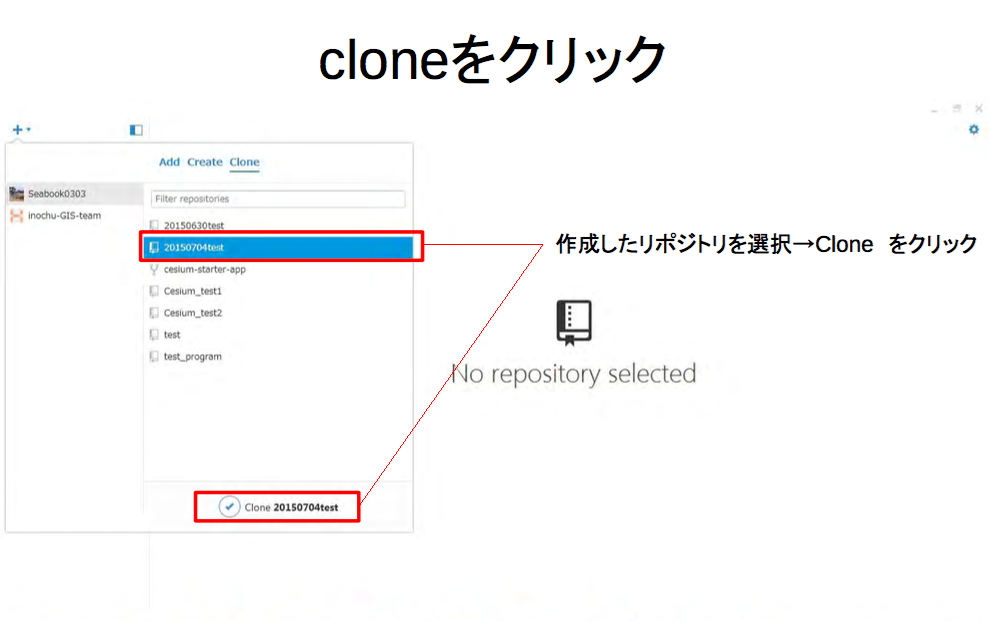 cloneをクリック
Add Create Clone
Seabook0303
inochu-GIS-team
Filter repositories
20150630test
20150704test
cesium-starter-app
Cesium_test1
Cesium_test2
test
test_program
Clone 20150704test
作成したリポジトリを選択→Clone をクリック
No repository selected